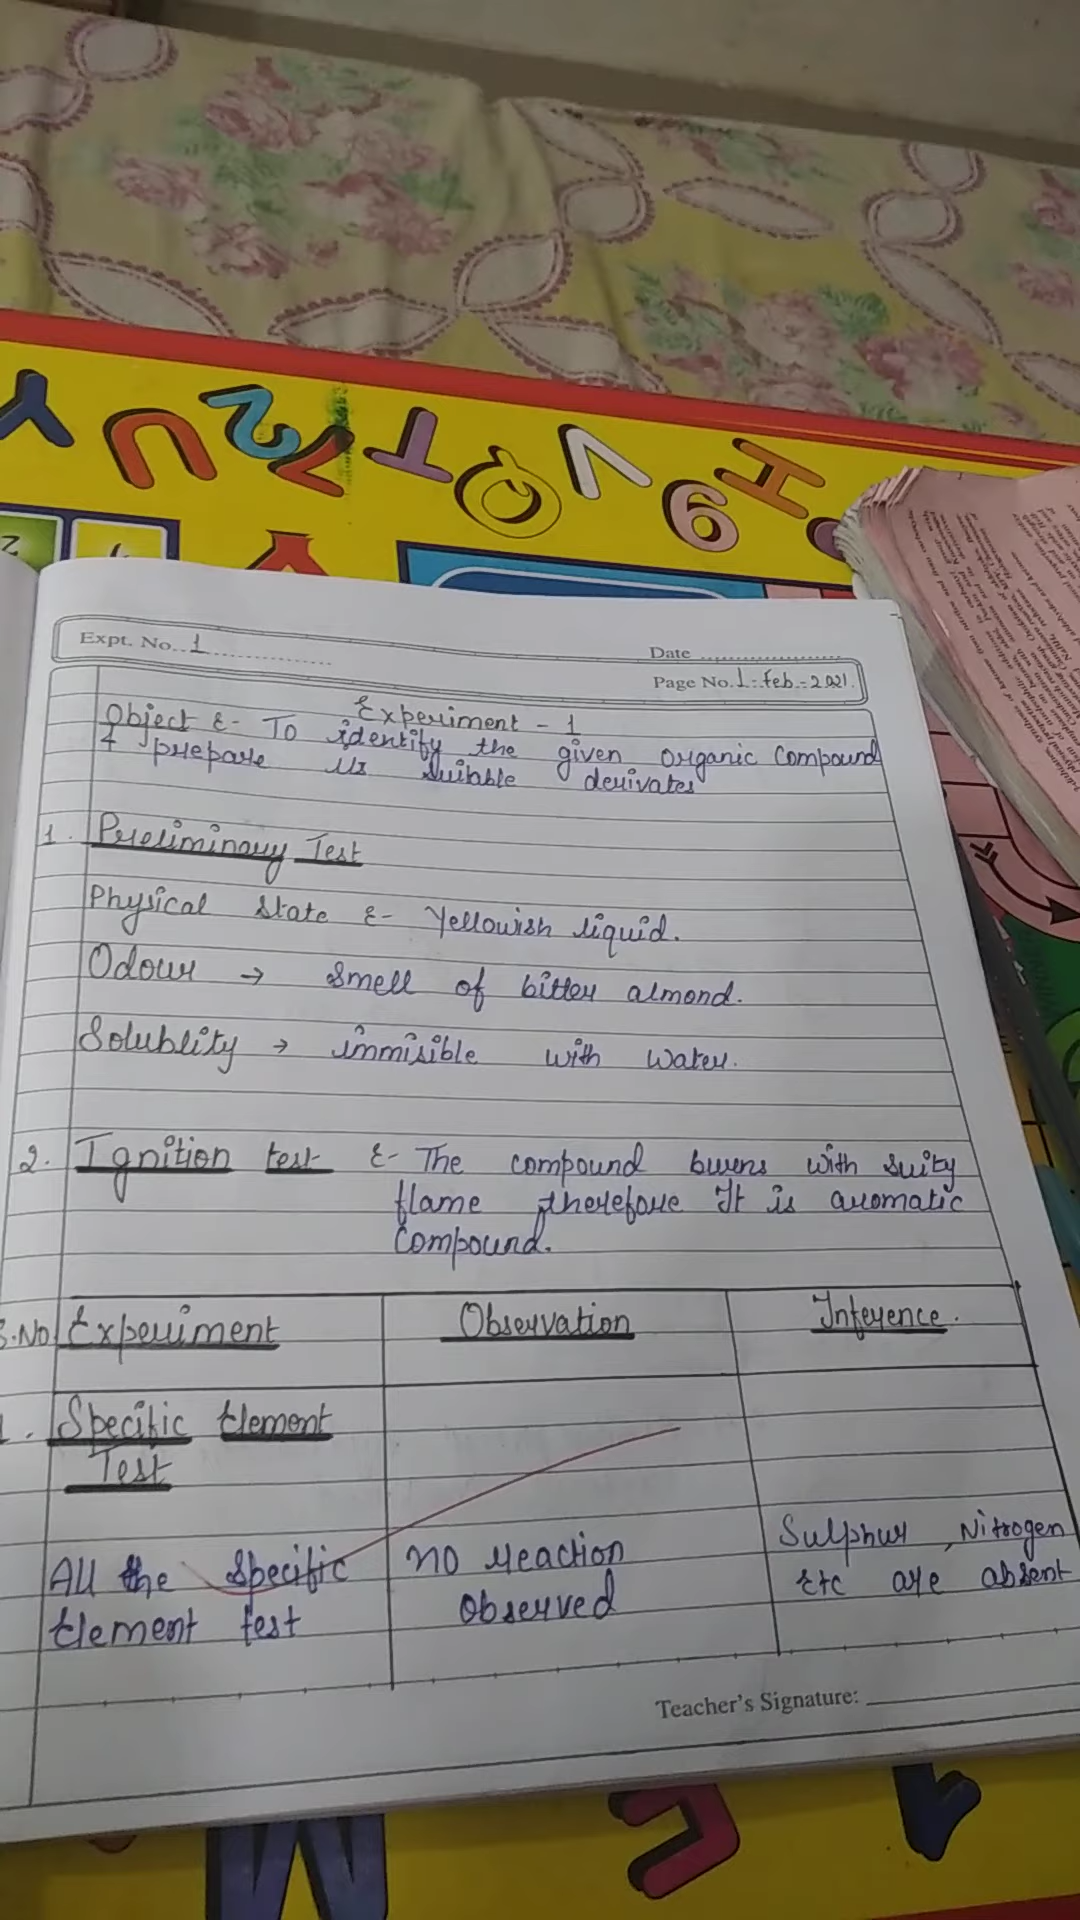 Expt. No. 1
Date
Page No. 1-feb-2021.
Experiment - 1
Object :- To identify the given organic compound
& prepare its suitable derivates
1. Preliminary Test
Physical state :- Yellowish liquid.
Odour → smell of bitter almond.
Solublity → immisible with water.
2. Ignition test :- The compound burns with suity
flame therefore It is aromatic
compound.
S.No. Experiment Observation Inference.
1. Specific Element
Test
All the specific
Element test
no reaction
observed
Sulphur, Nitrogen
etc are absent
Teacher's Signature: